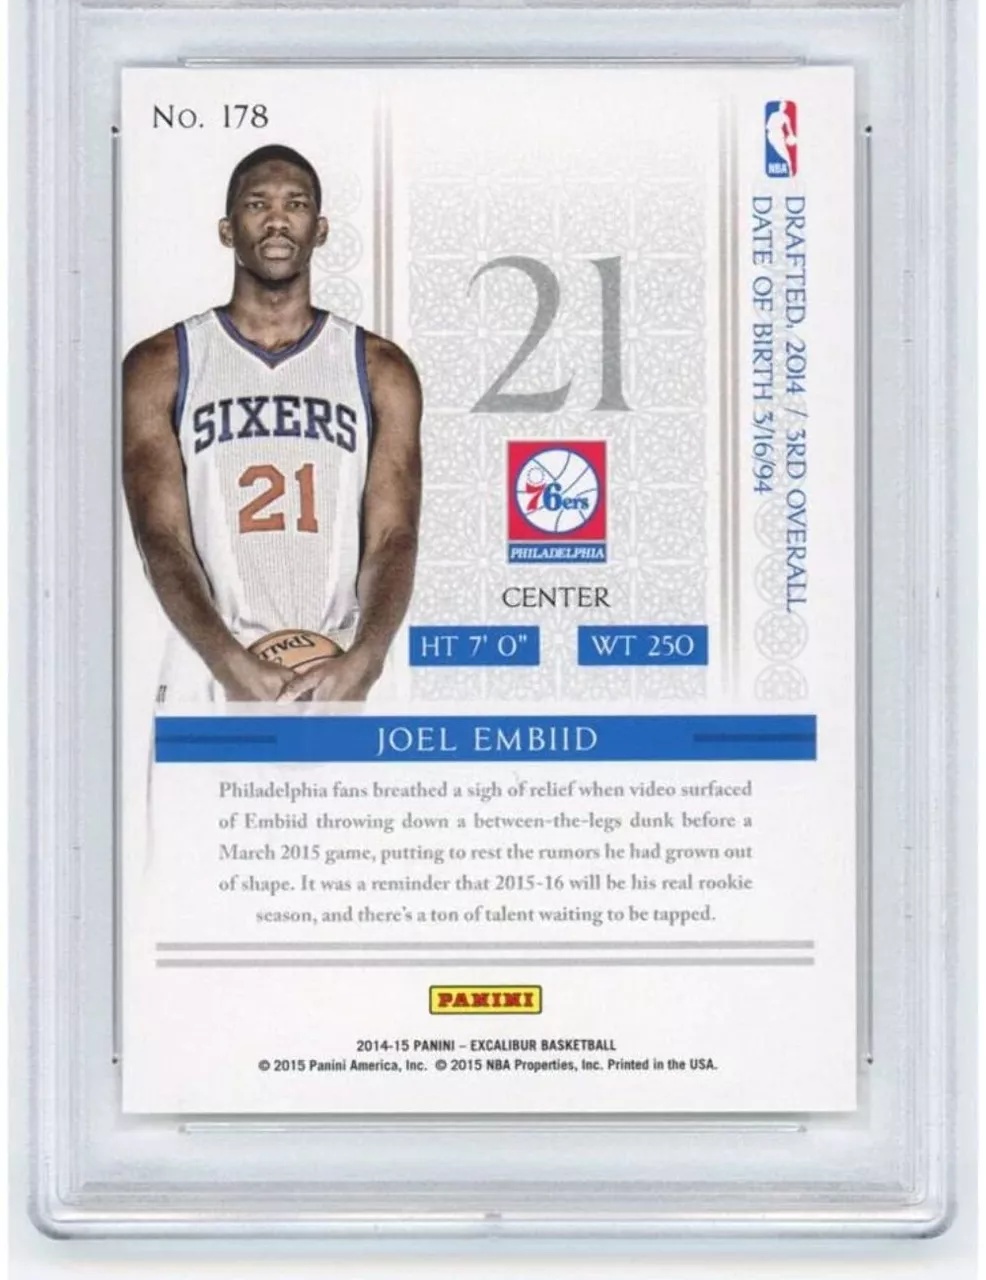 No. 178
NBA
DRAFTED, 2014 / 3RD OVERALL
DATE OF BIRTH 3/16/94
21
SIXERS
21
76ers
PHILADELPHIA
CENTER
HT 7' 0"
WT 250
SPALDING
JOEL EMBIID
Philadelphia fans breathed a sigh of relief when video surfaced
of Embiid throwing down a between-the-legs dunk before a
March 2015 game, putting to rest the rumors he had grown out
of shape. It was a reminder that 2015-16 will be his real rookie
season, and there's a ton of talent waiting to be tapped.
PANINI
2014-15 PANINI – EXCALIBUR BASKETBALL
© 2015 Panini America, Inc. © 2015 NBA Properties, Inc. Printed in the USA.